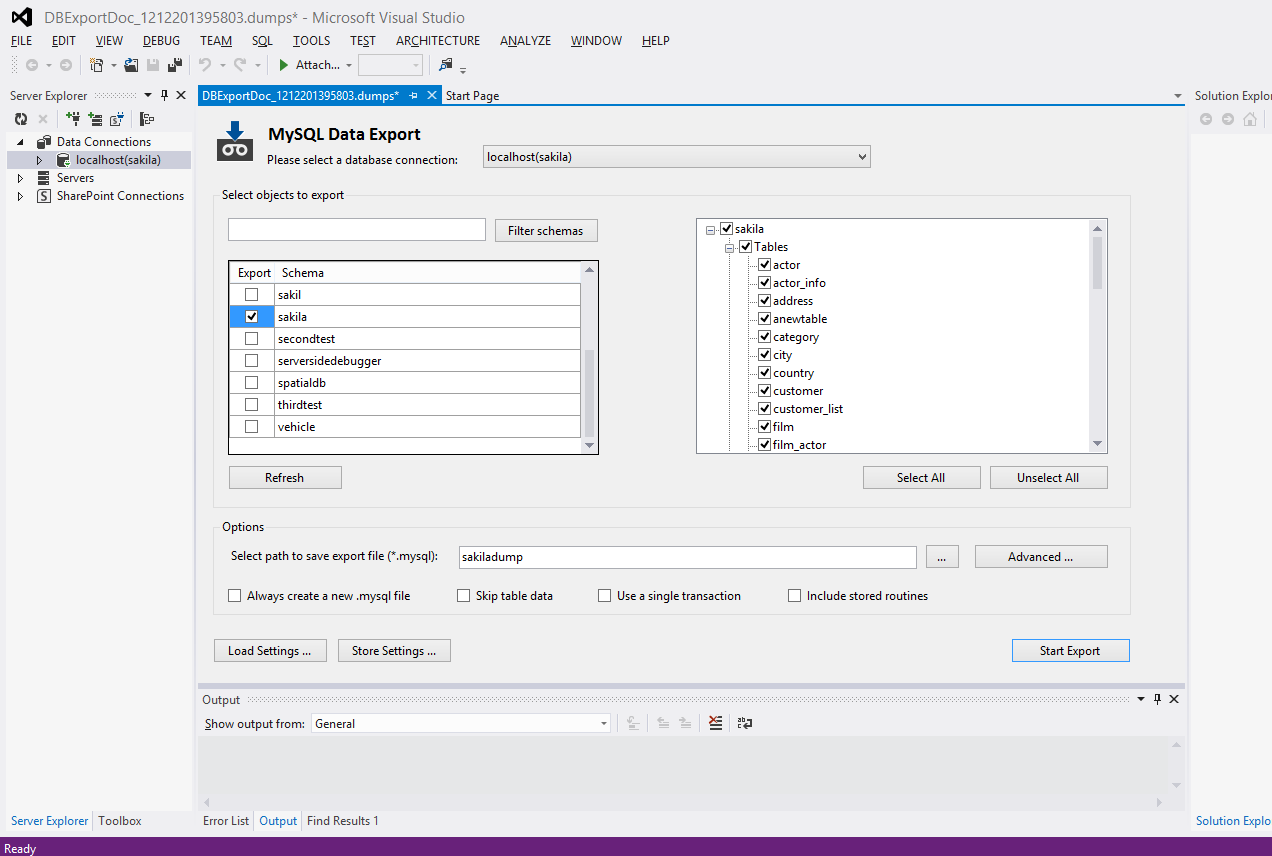 DBExportDoc_1212201395803.dumps* - Microsoft Visual Studio
FILE EDIT VIEW DEBUG TEAM SQL TOOLS TEST ARCHITECTURE ANALYZE WINDOW HELP
Attach...
Server Explorer
Data Connections
localhost(sakila)
Servers
SharePoint Connections
DBExportDoc_1212201395803.dumps* Start Page
MySQL Data Export
Please select a database connection: localhost(sakila)
Select objects to export
Filter schemas
Export Schema
sakil
sakila
secondtest
serversidedebugger
spatialdb
thirdtest
vehicle
Refresh
sakila
Tables
actor
actor_info
address
anewtable
category
city
country
customer
customer_list
film
film_actor
Select All Unselect All
Options
Select path to save export file (*.mysql): sakiladump ... Advanced ...
Always create a new .mysql file Skip table data Use a single transaction Include stored routines
Load Settings ... Store Settings ... Start Export
Output
Show output from: General
Server Explorer Toolbox
Error List Output Find Results 1
Solution Explo
Solution Explo
Ready